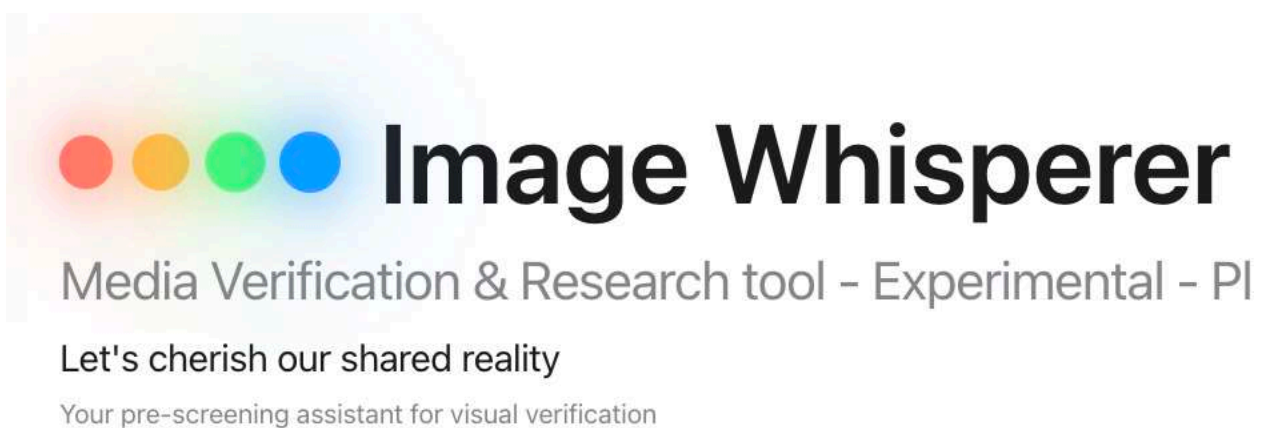 Image Whisperer
Media Verification & Research tool - Experimental - Pl
Let's cherish our shared reality
Your pre-screening assistant for visual verification